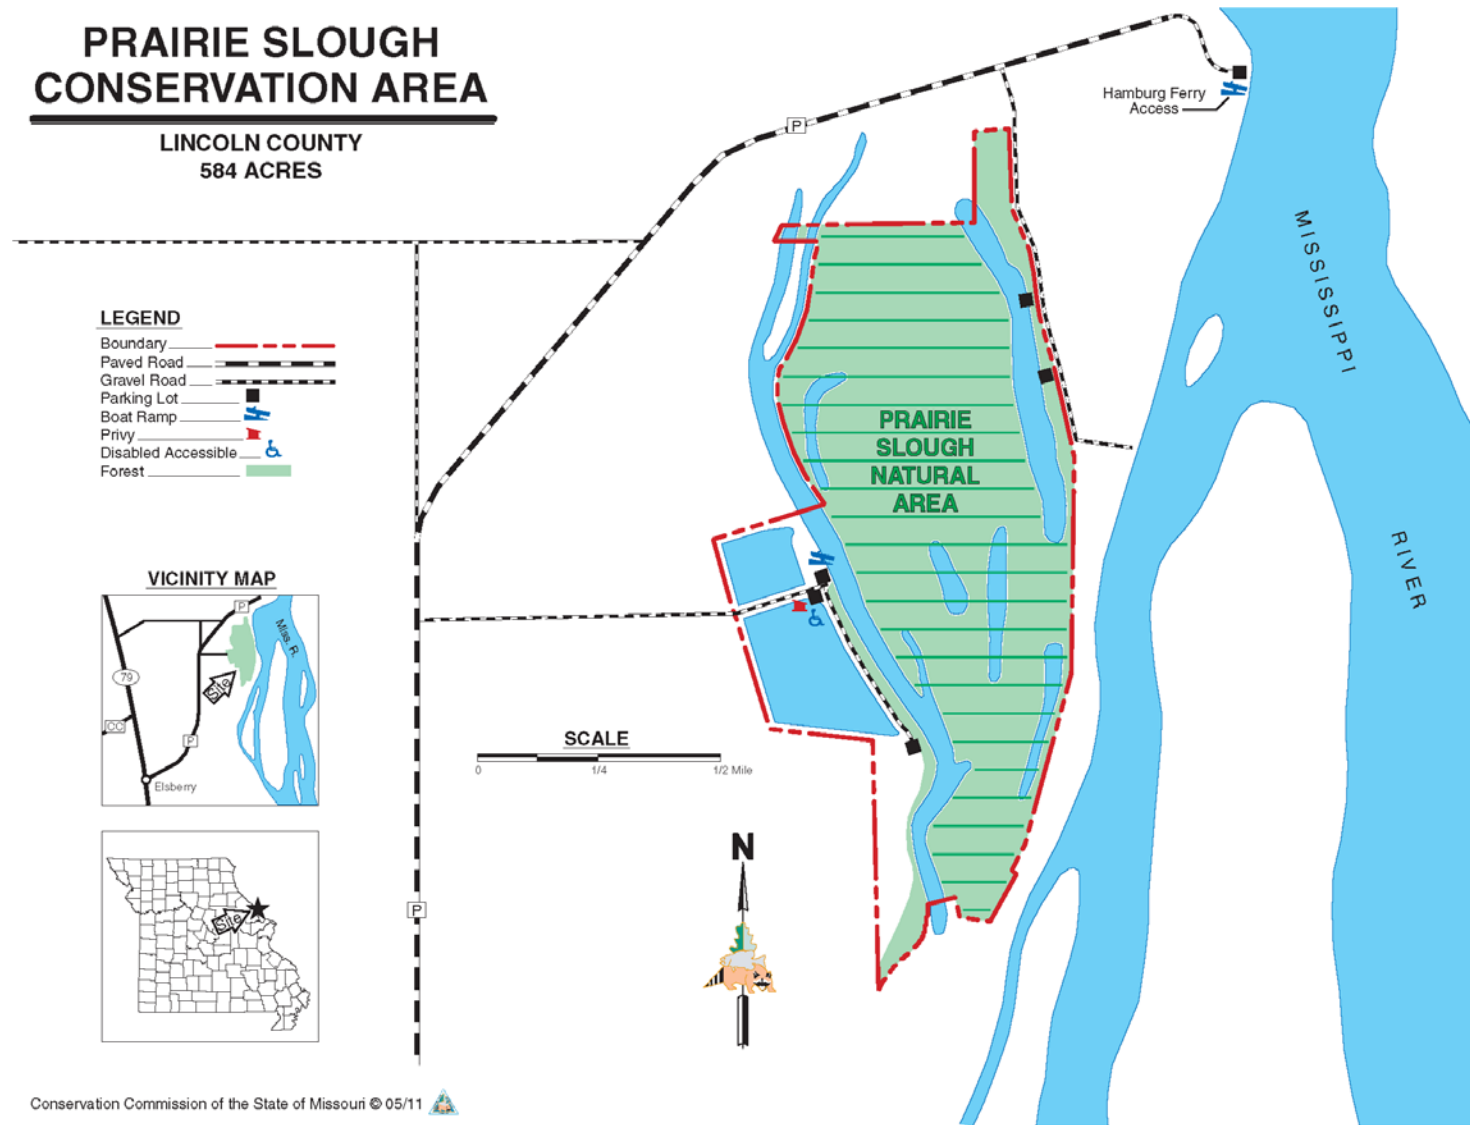 PRAIRIE SLOUGH
CONSERVATION AREA
LINCOLN COUNTY
584 ACRES
P
Hamburg Ferry
Access
MISSISSIPPI
RIVER
LEGEND
Boundary
Paved Road
Gravel Road
Parking Lot
Boat Ramp
Privy
Disabled Accessible
Forest
PRAIRIE
SLOUGH
NATURAL
AREA
VICINITY MAP
P
Miss. R.
79
Site
CC
P
Elsberry
SCALE
0 1/4 1/2 Mile
N
Site
P
Conservation Commission of the State of Missouri © 05/11